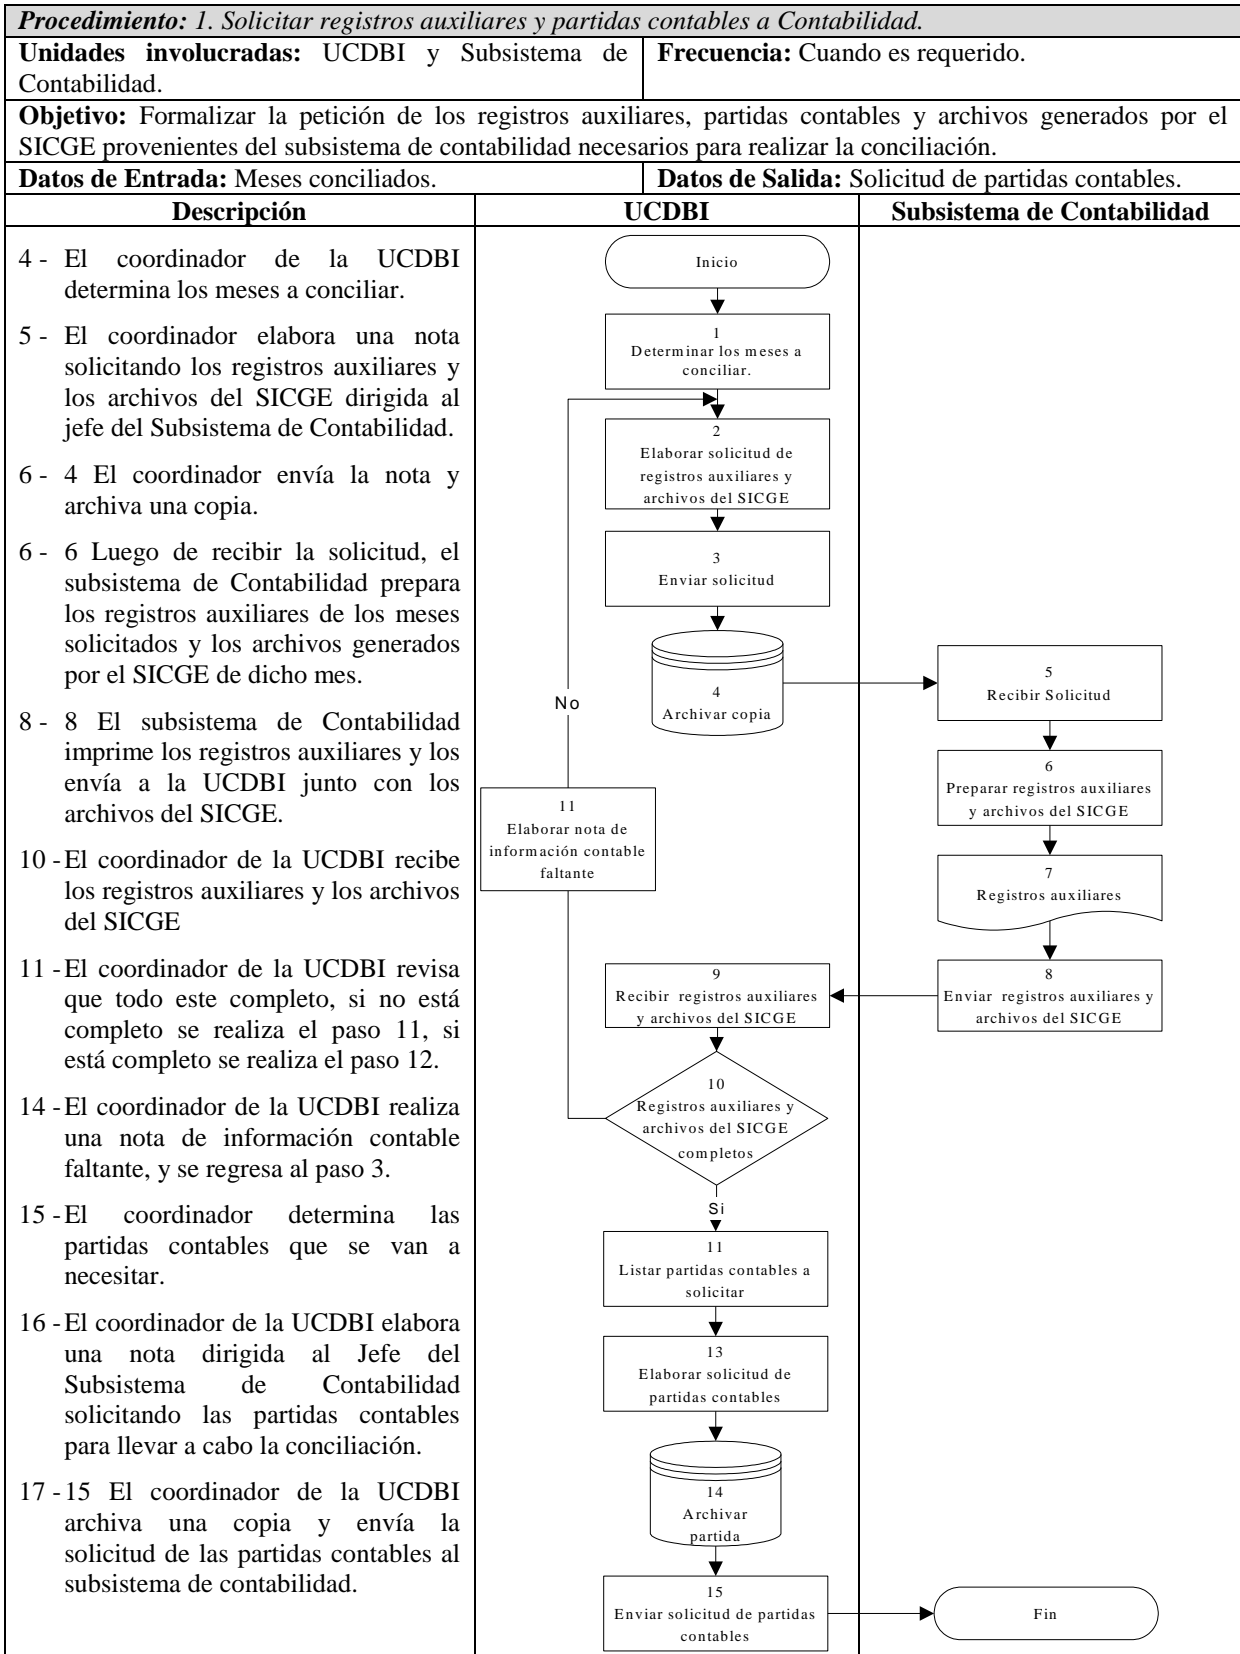 Procedimiento: 1. Solicitar registros auxiliares y partidas contables a Contabilidad.
Unidades involucradas: UCDBI y Subsistema de
Contabilidad.
Frecuencia: Cuando es requerido.
Objetivo: Formalizar la petición de los registros auxiliares, partidas contables y archivos generados por el
SICGE provenientes del subsistema de contabilidad necesarios para realizar la conciliación.
Datos de Entrada: Meses conciliados.
Datos de Salida: Solicitud de partidas contables.
Descripción
UCDBI
Subsistema de Contabilidad
4 - El coordinador de la UCDBI
determina los meses a conciliar.
5 - El coordinador elabora una nota
solicitando los registros auxiliares y
los archivos del SICGE dirigida al
jefe del Subsistema de Contabilidad.
6 - 4 El coordinador envía la nota y
archiva una copia.
6 - 6 Luego de recibir la solicitud, el
subsistema de Contabilidad prepara
los registros auxiliares de los meses
solicitados y los archivos generados
por el SICGE de dicho mes.
8 - 8 El subsistema de Contabilidad
imprime los registros auxiliares y los
envía a la UCDBI junto con los
archivos del SICGE.
10 -El coordinador de la UCDBI recibe
los registros auxiliares y los archivos
del SICGE
11 -El coordinador de la UCDBI revisa
que todo este completo, si no está
completo se realiza el paso 11, si
está completo se realiza el paso 12.
14 -El coordinador de la UCDBI realiza
una nota de información contable
faltante, y se regresa al paso 3.
15 -El coordinador determina las
partidas contables que se van a
necesitar.
16 -El coordinador de la UCDBI elabora
una nota dirigida al Jefe del
Subsistema de Contabilidad
solicitando las partidas contables
para llevar a cabo la conciliación.
17 -15 El coordinador de la UCDBI
archiva una copia y envía la
solicitud de las partidas contables al
subsistema de contabilidad.
Inicio
1
Determinar los meses a
conciliar.
2
Elaborar solicitud de
registros auxiliares y
archivos del SICGE
3
Enviar solicitud
4
Archivar copia
5
Recibir Solicitud
6
Preparar registros auxiliares
y archivos del SICGE
7
Registros auxiliares
8
Enviar registros auxiliares y
archivos del SICGE
9
Recibir registros auxiliares
y archivos del SICGE
10
Registros auxiliares y
archivos del SICGE
completos
No
11
Elaborar nota de
información contable
faltante
Si
11
Listar partidas contables a
solicitar
13
Elaborar solicitud de
partidas contables
14
Archivar
partida
15
Enviar solicitud de partidas
contables
Fin